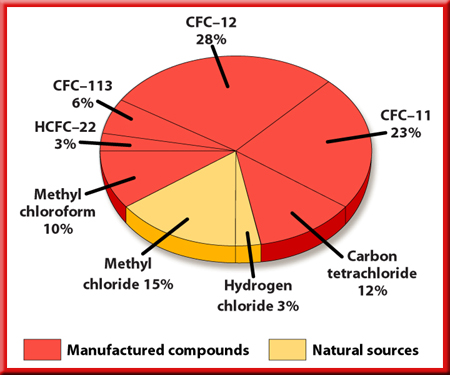 CFC–12
28%
CFC–113
6%
CFC–11
23%
HCFC–22
3%
Methyl
chloroform
10%
Methyl
chloride 15%
Hydrogen
chloride 3%
Carbon
tetrachloride
12%
Manufactured compounds
Natural sources